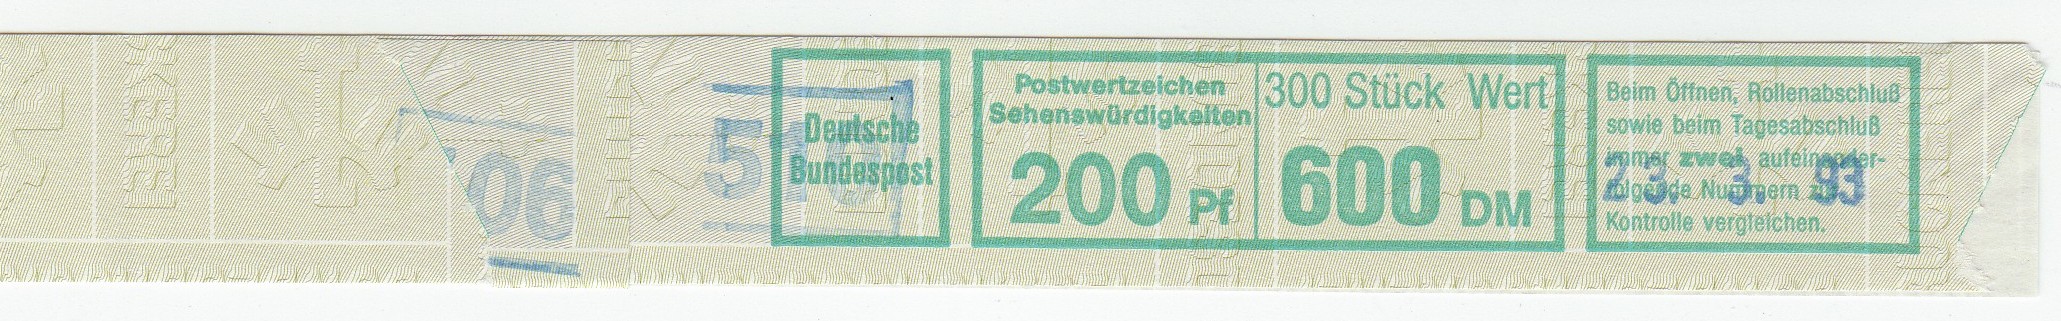 06
510
Deutsche
Bundespost
Postwertzeichen
Sehenswürdigkeiten
200 Pf
300 Stück Wert
600 DM
Beim Öffnen, Rollenabschluß
sowie beim Tagesabschluß
immer zwei aufeinander-
folgende Nummern zur
Kontrolle vergleichen.
23. 3. 93